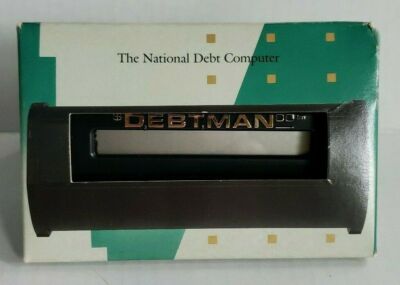 The National Debt Computer
$DEBTMAN